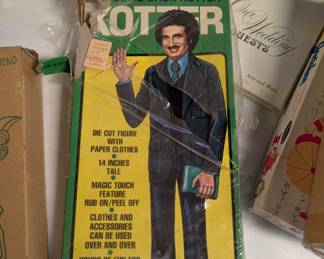 KOTTER
DIE CUT FIGURE
WITH
PAPER CLOTHES
14 INCHES
TALL
MAGIC TOUCH
FEATURE
RUB ON/PEEL OFF
CLOTHES AND
ACCESSORIES
CAN BE USED
OVER AND OVER
Wedding
GUESTS
END